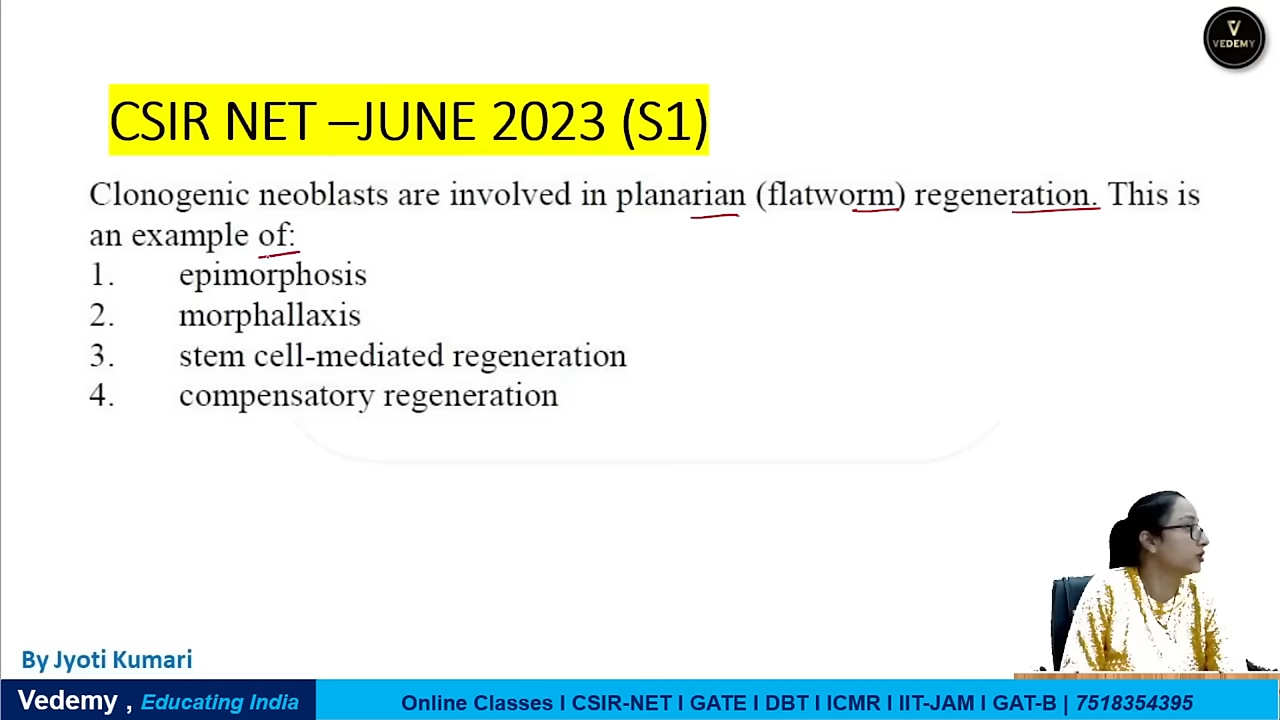 VEDEMY
CSIR NET –JUNE 2023 (S1)
Clonogenic neoblasts are involved in planarian (flatworm) regeneration. This is
an example of:
1. epimorphosis
2. morphallaxis
3. stem cell-mediated regeneration
4. compensatory regeneration
By Jyoti Kumari
Vedemy , Educating India
Online Classes I CSIR-NET I GATE I DBT I ICMR I IIT-JAM I GAT-B | 7518354395